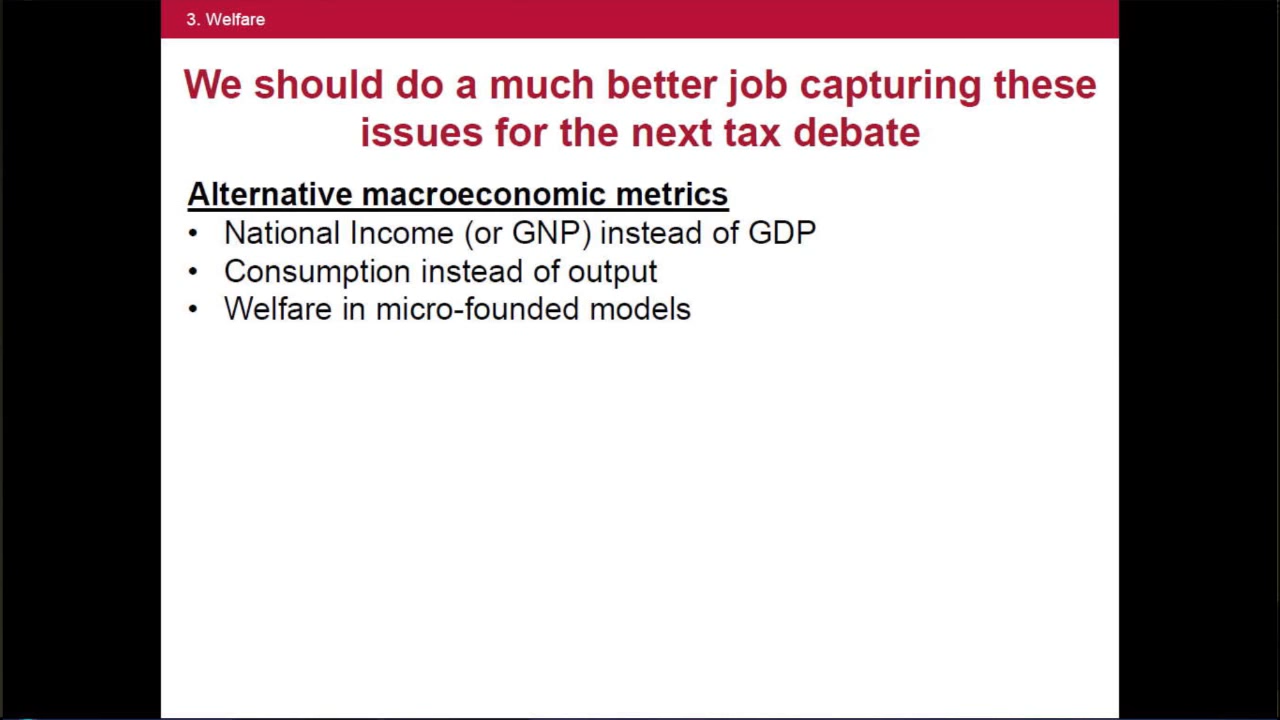 3. Welfare
We should do a much better job capturing these
issues for the next tax debate
Alternative macroeconomic metrics
• National Income (or GNP) instead of GDP
• Consumption instead of output
• Welfare in micro-founded models